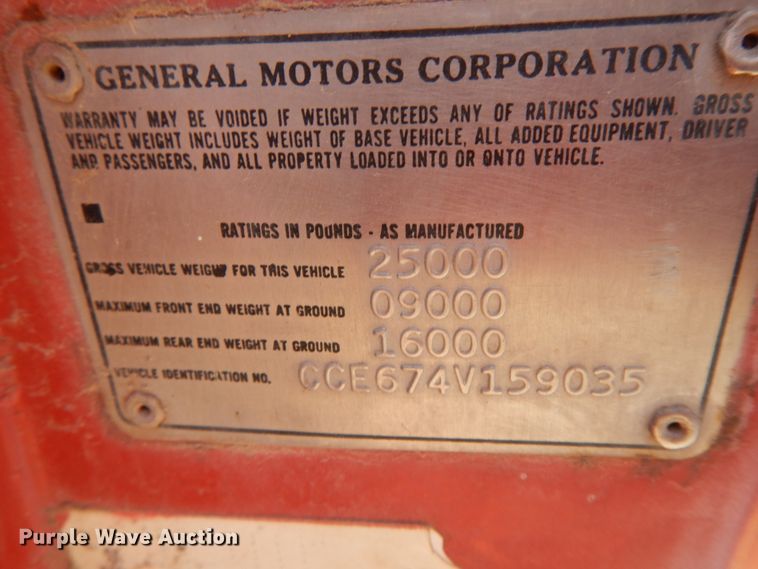 GENERAL MOTORS CORPORATION
WARRANTY MAY BE VOIDED IF WEIGHT EXCEEDS ANY OF RATINGS SHOWN. GROSS
VEHICLE WEIGHT INCLUDES WEIGHT OF BASE VEHICLE, ALL ADDED EQUIPMENT, DRIVER
AND PASSENGERS, AND ALL PROPERTY LOADED INTO OR ONTO VEHICLE.
RATINGS IN POUNDS - AS MANUFACTURED
GROSS VEHICLE WEIGHT FOR THIS VEHICLE 25000
MAXIMUM FRONT END WEIGHT AT GROUND 09000
MAXIMUM REAR END WEIGHT AT GROUND 16000
VEHICLE IDENTIFICATION NO. CCE674V159035
Purple Wave Auction